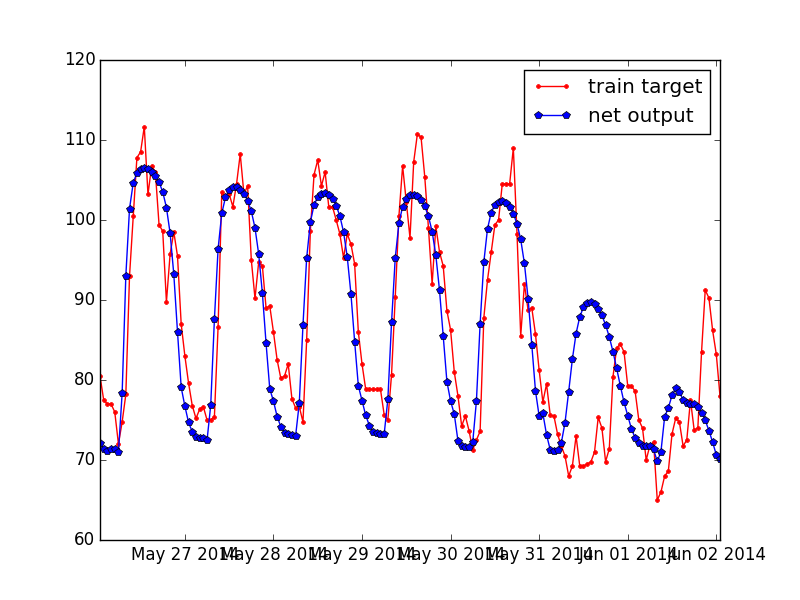 120
110
100
90
80
70
60
train target
net output
May 27 2014
May 28 2014
May 29 2014
May 30 2014
May 31 2014
Jun 01 2014
Jun 02 2014